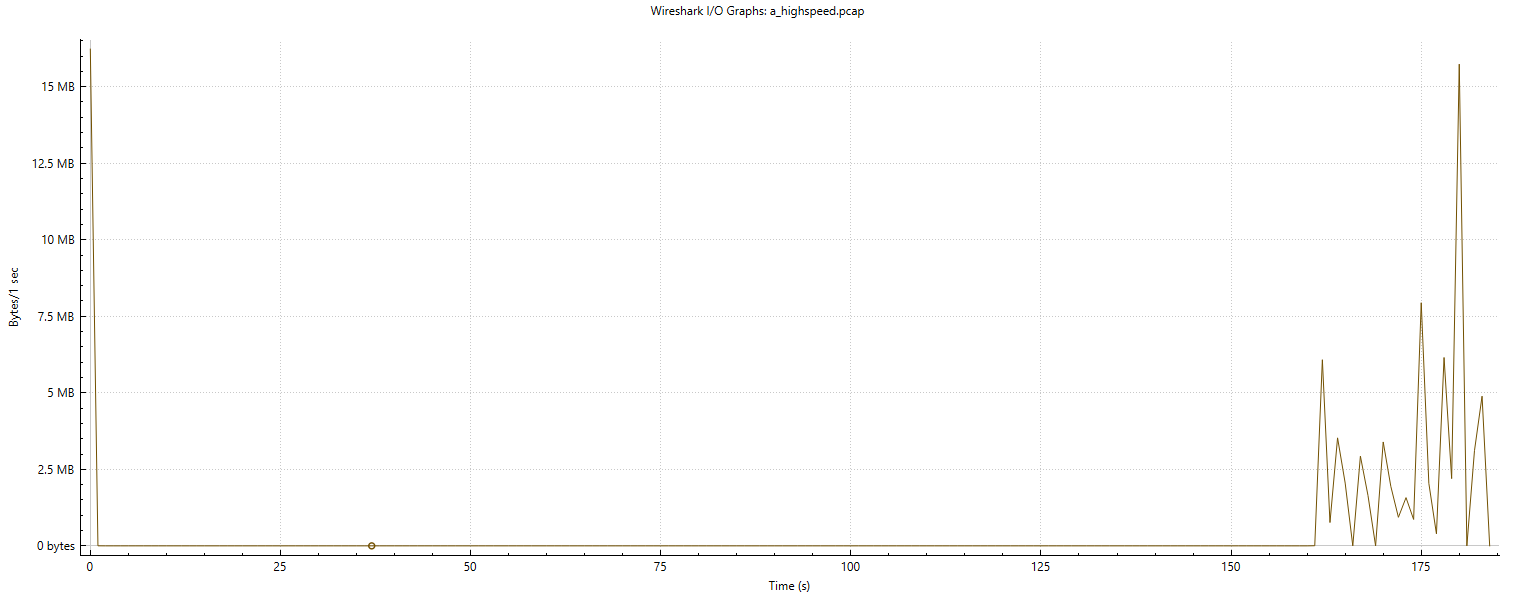 Wireshark I/O Graphs: a_highspeed.pcap
15 MB
12.5 MB
10 MB
7.5 MB
5 MB
2.5 MB
0 bytes
Bytes/1 sec
0 25 50 75 100 125 150 175
Time (s)